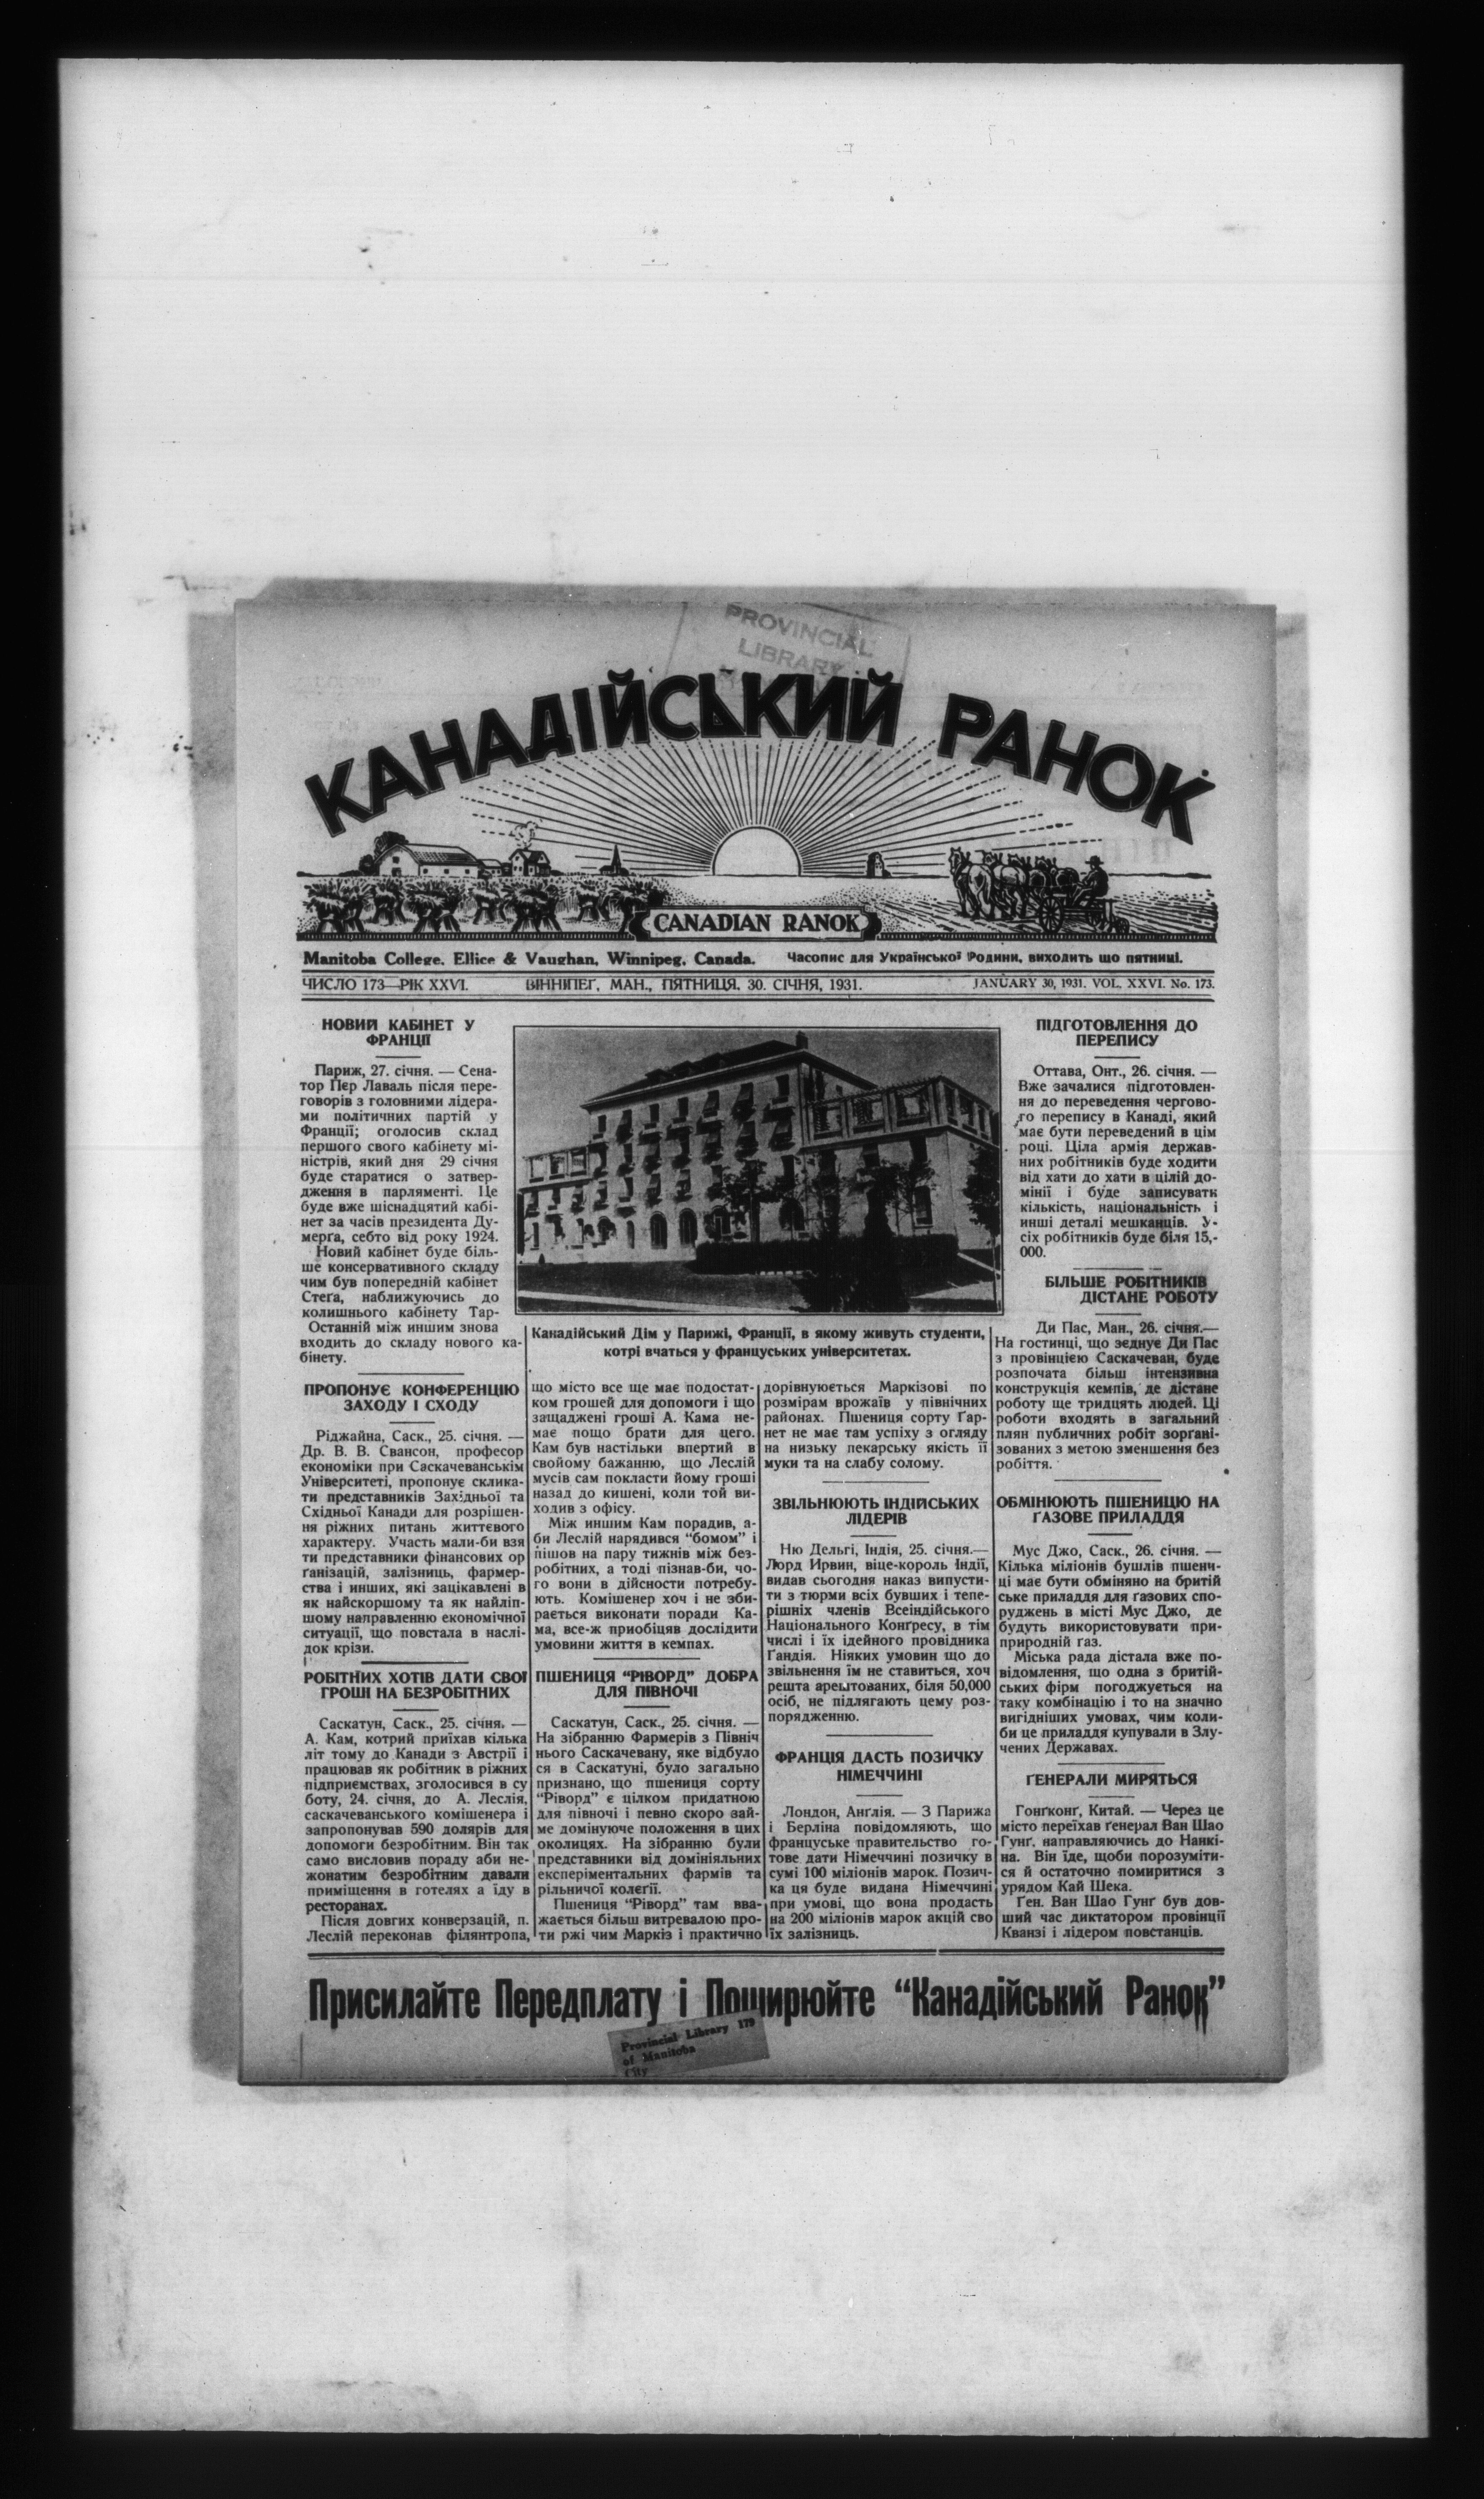 PROVINCIAL
LIBRARY
КАНАДІЙСЬКИЙ РАНОК
CANADIAN RANOK
Manitoba College, Ellice & Vaughan, Winnipeg, Canada. Часопис для Української Родини, виходить що пятниці.
ЧИСЛО 173—РІК XXVI. ВІННІПЕҐ, МАН., ПЯТНИЦЯ, 30. СІЧНЯ, 1931. JANUARY 30, 1931. VOL. XXVI. No. 173.
НОВИЙ КАБІНЕТ У
ФРАНЦІЇ
Париж, 27. січня. — Сена-
тор Пєр Лаваль після пере-
говорів з головними лідера-
ми політичних партій у
Франції; оголосив склад
першого свого кабінету мі-
ністрів, який дня 29 січня
буде старатися о затвер-
дження в парляменті. Це
буде вже шіснадцятий кабі-
нет за часів президента Ду-
мерґа, себто від року 1924.
Новий кабінет буде біль-
ше консервативного складу
чим був попередній кабінет
Стеґа, наближуючись до
колишнього кабінету Тар-
Останній між иншим знова
входить до складу нового ка-
бінету.
ПРОПОНУЄ КОНФЕРЕНЦІЮ
ЗАХОДУ І СХОДУ
Ріджайна, Саск., 25. січня. —
Др. В. В. Свансон, професор
економіки при Саскачеванськім
Університеті, пропонує склика-
ти представників Західньої та
Східньої Канади для розрішен-
ня ріжних питань життєвого
характеру. Участь мали-би взя
ти представники фінансових ор
ґанізацій, залізниць, фармер-
ства і инших, які зацікавлені в
як найскоршому та як найліп-
шому направленню економічної
ситуації, що повстала в наслі-
док крізи.
РОБІТНИХ ХОТІВ ДАТИ СВОЇ
ГРОШІ НА БЕЗРОБІТНИХ
Саскатун, Саск., 25. січня. —
А. Кам, котрий приїхав кілька
літ тому до Канади з Австрії і
працював як робітник в ріжних
підприємствах, зголосився в су
боту, 24. січня, до А. Леслія,
саскачеванського комішенера і
запропонував 590 долярів для
допомоги безробітним. Він так
само висловив пораду аби не-
жонатим безробітним давали
приміщення в готелях а їду в
ресторанах.
Після довгих конверзацій, п.
Леслій переконав філянтропа,
Канадійський Дім у Парижі, Франції, в якому живуть студенти,
котрі вчаться у француських університетах.
що місто все ще має подостат-
ком грошей для допомоги і що
защаджені гроші А. Кама не-
має пощо брати для цего.
Кам був настільки впертий в
свойому бажанню, що Леслій
мусів сам покласти йому гроші
назад до кишені, коли той ви-
ходив з офісу.
Між иншим Кам порадив, а-
би Леслій нарядився “бомом” і
пішов на пару тижнів між без-
робітних, а тоді пізнав-би, чо-
го вони в дійсности потребу-
ють. Комішенер хоч і не зби-
рається виконати поради Ка-
ма, все-ж приобіцяв дослідити
умовини життя в кемпах.
ПШЕНИЦЯ “РІВОРД” ДОБРА
ДЛЯ ПІВНОЧІ
Саскатун, Саск., 25. січня. —
На зібранню Фармерів з Північ
нього Саскачевану, яке відбуло
ся в Саскатуні, було загально
признано, що пшениця сорту
“Ріворд” є цілком придатною
для півночі і певно скоро зай-
ме домінуюче положення в цих
околицях. На зібранню були
представники від домініяльних
експеріментальних фармів та
рільничої колеґії.
Пшениця “Ріворд” там вва-
жається більш витревалою про-
ти ржі чим Маркіз і практично
дорівнюється Маркізові по
розмірам врожаїв у північних
районах. Пшениця сорту Ґар-
нет не має там успіху з огляду
на низьку пекарську якість її
муки та на слабу солому.
ЗВІЛЬНЮЮТЬ ІНДІЙСЬКИХ
ЛІДЕРІВ
Ню Дельгі, Індія, 25. січня.—
Лорд Ирвин, віце-король Індії,
видав сьогодня наказ випусти-
ти з тюрми всіх бувших і тепе-
рішніх членів Всеіндійського
Національного Конґресу, в тім
числі і їх ідейного провідника
Ґандія. Ніяких умовин що до
звільнення їм не ставиться, хоч
решта арештованих, біля 50,000
осіб, не підлягають цему роз-
порядженню.
ФРАНЦІЯ ДАСТЬ ПОЗИЧКУ
НІМЕЧЧИНІ
Лондон, Анґлія. — З Парижа
і Берліна повідомляють, що
француське правительство го-
тове дати Німеччині позичку в
сумі 100 міліонів марок. Позич-
ка ця буде видана Німеччині
при умові, що вона продасть
на 200 міліонів марок акцій сво
їх залізниць.
ПІДГОТОВЛЕННЯ ДО
ПЕРЕПИСУ
Оттава, Онт., 26. січня. —
Вже зачалися підготовлен-
ня до переведення чергово-
го перепису в Канаді, який
має бути переведений в цім
році. Ціла армія держав-
них робітників буде ходити
від хати до хати в цілій до-
мінії і буде записувати
кількість, національність і
инші деталі мешканців. У-
сіх робітників буде біля 15,-
000.
БІЛЬШЕ РОБІТНИКІВ
ДІСТАНЕ РОБОТУ
Ди Пас, Ман., 26. січня.—
На гостинці, що зєднує Ди Пас
з провінцією Саскачеван, буде
розпочата більш інтензивна
конструкція кемпів, де дістане
роботу ще тридцять людей. Ці
роботи входять в загальний
плян публичних робіт зорґані-
зованих з метою зменшення без
робіття.
ОБМІНЮЮТЬ ПШЕНИЦЮ НА
ҐАЗОВЕ ПРИЛАДДЯ
Мус Джо, Саск., 26. січня. —
Кілька міліонів бушлів пшени-
ці має бути обміняно на бритій
ське приладдя для ґазових спо-
руджень в місті Мус Джо, де
будуть використовувати при-
природній ґаз.
Міська рада дістала вже по-
відомлення, що одна з бритій-
ських фірм погоджується на
таку комбінацію і то на значно
вигідніших умовах, чим коли-
би це приладдя купували в Злу-
чених Державах.
ҐЕНЕРАЛИ МИРЯТЬСЯ
Гонґконґ, Китай. — Через це
місто переїхав ґенерал Ван Шао
Гунґ, направляючись до Нанкі-
на. Він їде, щоби порозуміти-
ся й остаточно помиритися з
урядом Кай Шека.
Ґен. Ван Шао Гунґ був дов-
ший час диктатором провінції
Кванзі і лідером повстанців.
Присилайте Передплату і Поширюйте “Канадійський Ранок”
Provincial Library 179
of Manitoba
City